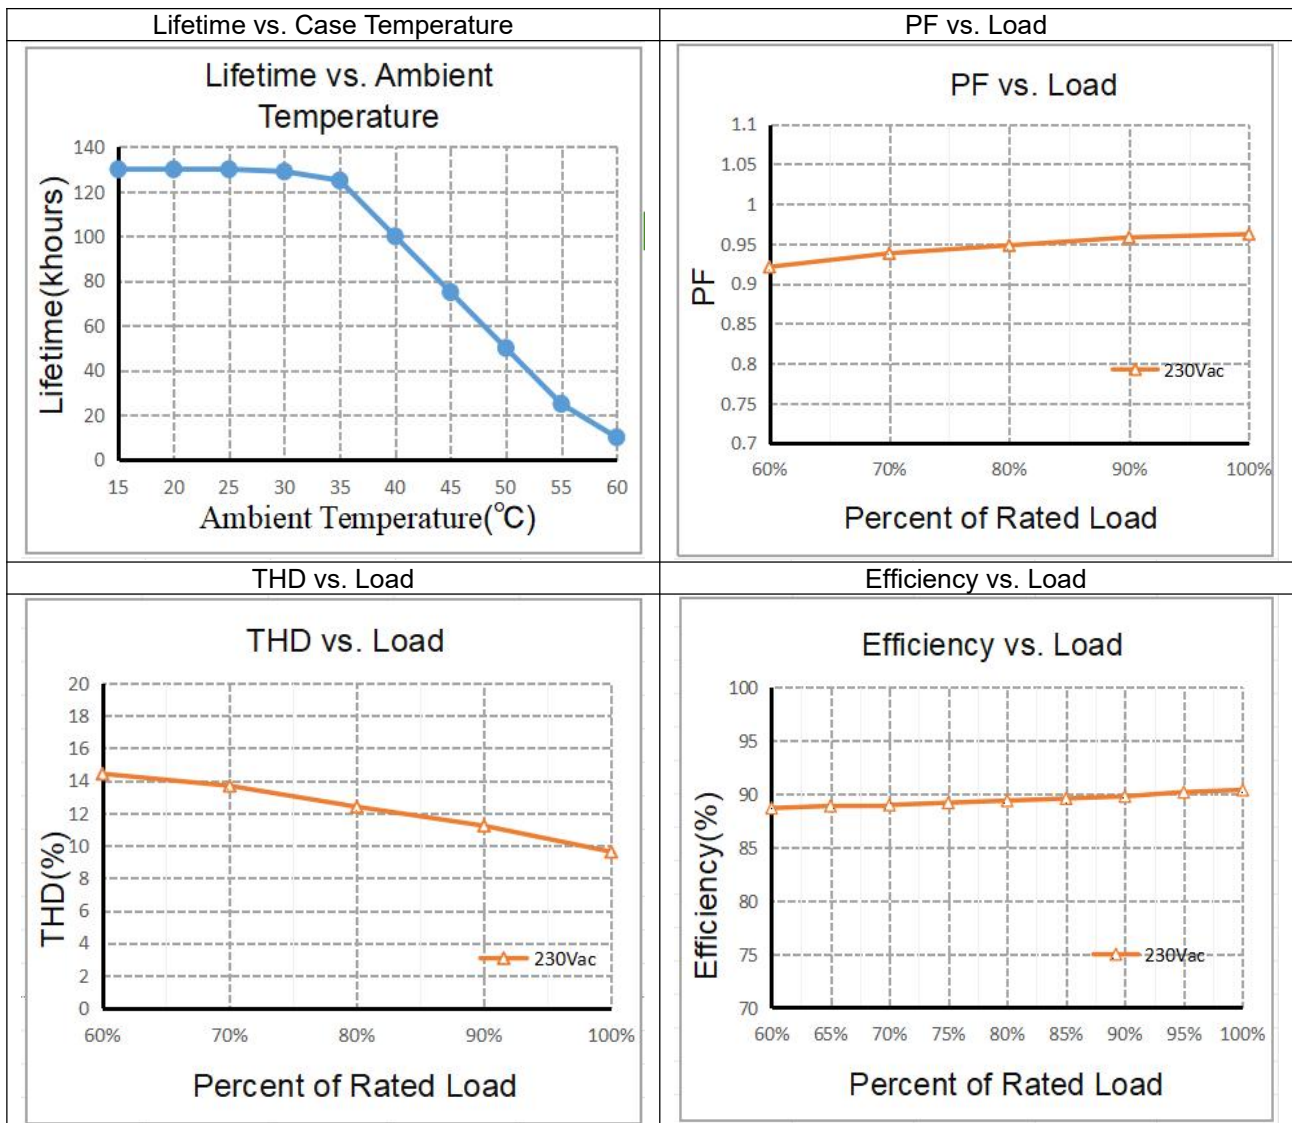 Lifetime vs. Case Temperature
PF vs. Load
Lifetime vs. Ambient
Temperature
Lifetime(khours)
140
120
100
80
60
40
20
0
15 20 25 30 35 40 45 50 55 60
Ambient Temperature(℃)
PF vs. Load
PF
1.1
1.05
1
0.95
0.9
0.85
0.8
0.75
0.7
230Vac
60% 70% 80% 90% 100%
Percent of Rated Load
THD vs. Load
Efficiency vs. Load
THD vs. Load
THD(%)
20
18
16
14
12
10
8
6
4
2
0
230Vac
60% 70% 80% 90% 100%
Percent of Rated Load
Efficiency vs. Load
Efficiency(%)
100
95
90
85
80
75
70
230Vac
60% 65% 70% 75% 80% 85% 90% 95% 100%
Percent of Rated Load